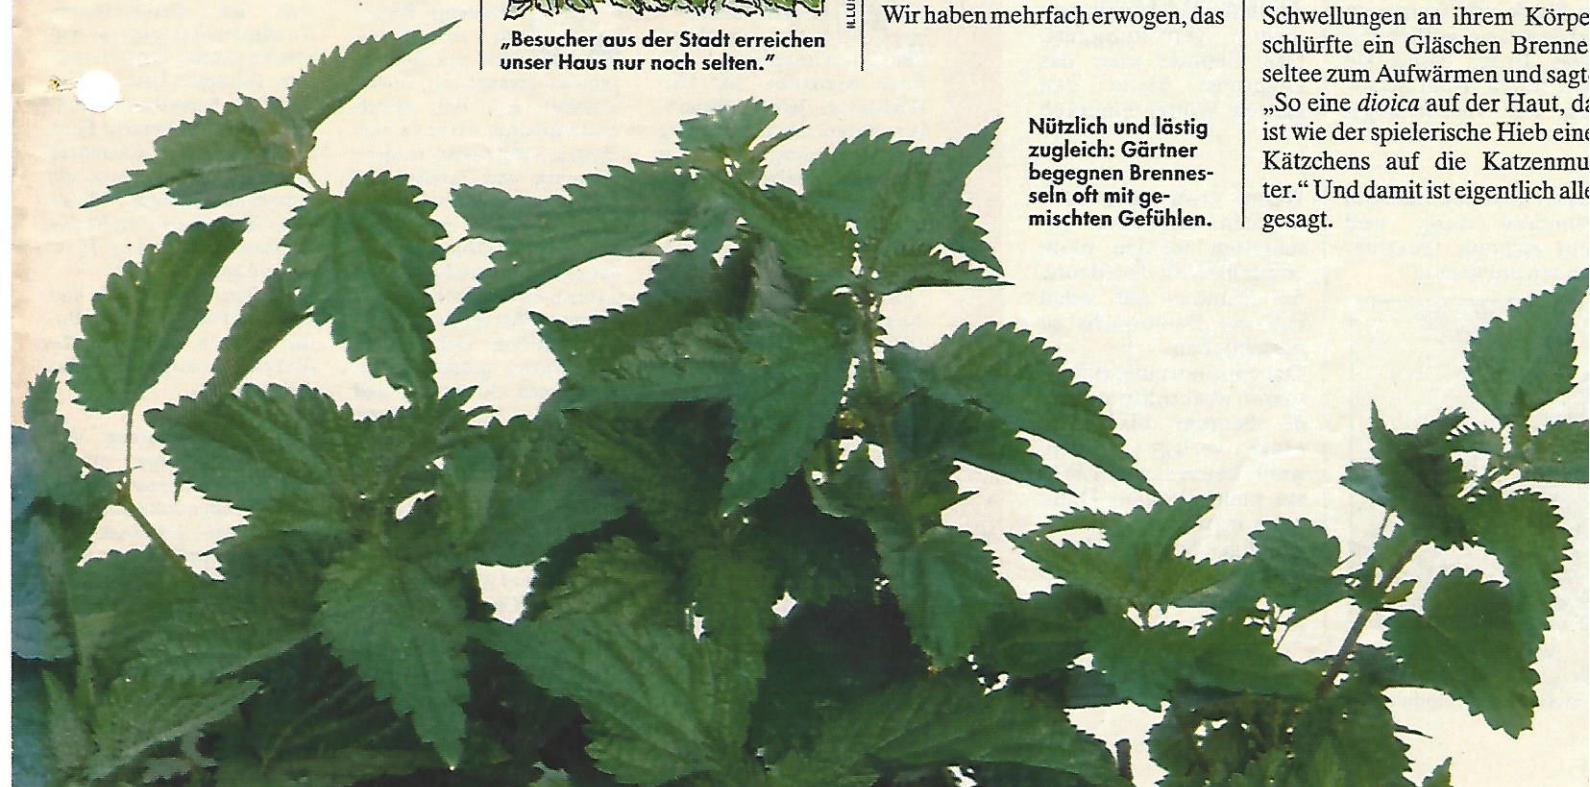 „Besucher aus der Stadt erreichen
unser Haus nur noch selten.”
ILLUS
Wir haben mehrfach erwogen, das
Nützlich und lästig
zugleich: Gärtner
begegnen Brennes-
seln oft mit ge-
mischten Gefühlen.
Schwellungen an ihrem Körpe
schlürfte ein Gläschen Brenne
seltee zum Aufwärmen und sagt
„So eine dioica auf der Haut, da
ist wie der spielerische Hieb eine
Kätzchens auf die Katzenmu
ter.“ Und damit ist eigentlich alle
gesagt.